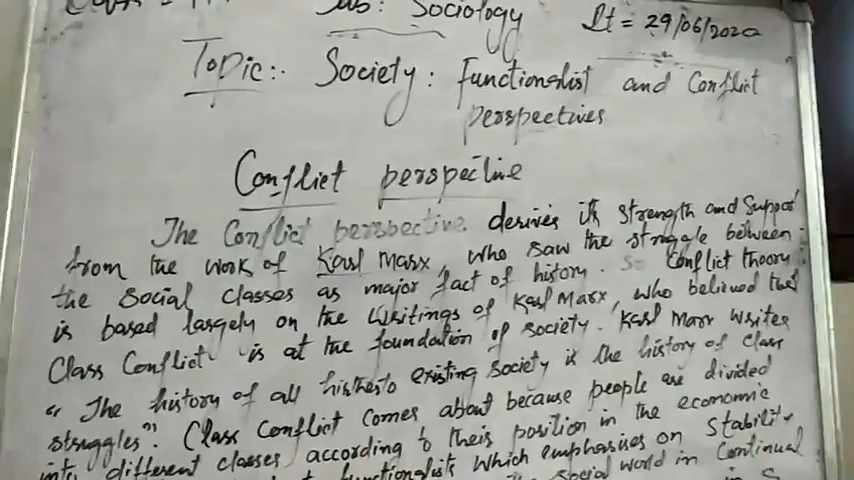 Sub: Sociology Dt = 29/06/2020
Topic:- Society: Functionalist and Conflict
perspectives
Conflict perspective
The Conflict perspective derives its strength and Support
from the work of Karl Marx, who saw the struggle between
the Social classes as major fact of history. Conflict theory
is based largely on the writings of Karl Marx, who believed that
Class Conflict is at the foundation of society. Karl Marx writes
" The history of all hitherto existing society is the history of class
struggles". Class Conflict comes about because people are divided
into different classes according to their position in the economic
functionalists which emphasises on Stability
social world in Continual
in